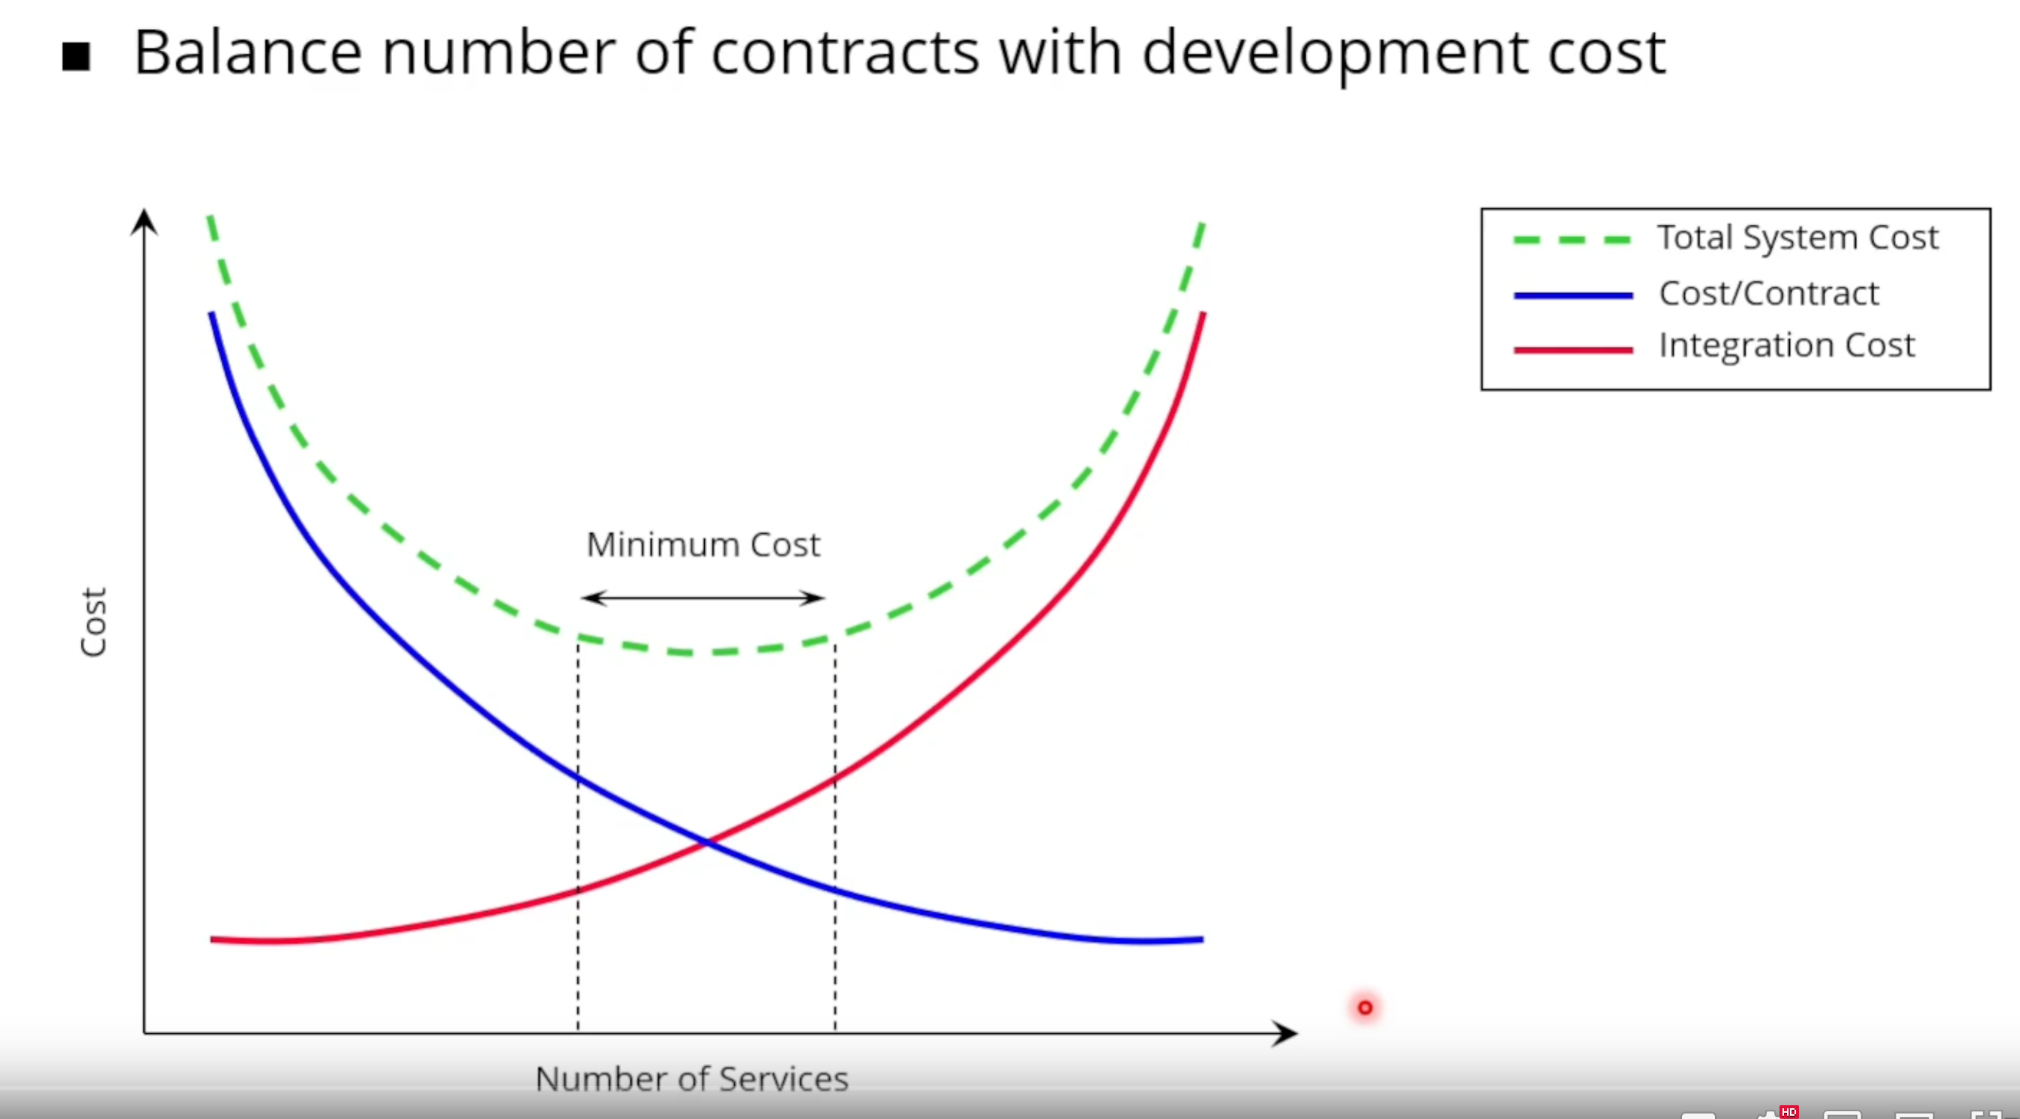 ■ Balance number of contracts with development cost
Total System Cost
Cost/Contract
Integration Cost
Minimum Cost
Cost
Number of Services
HD